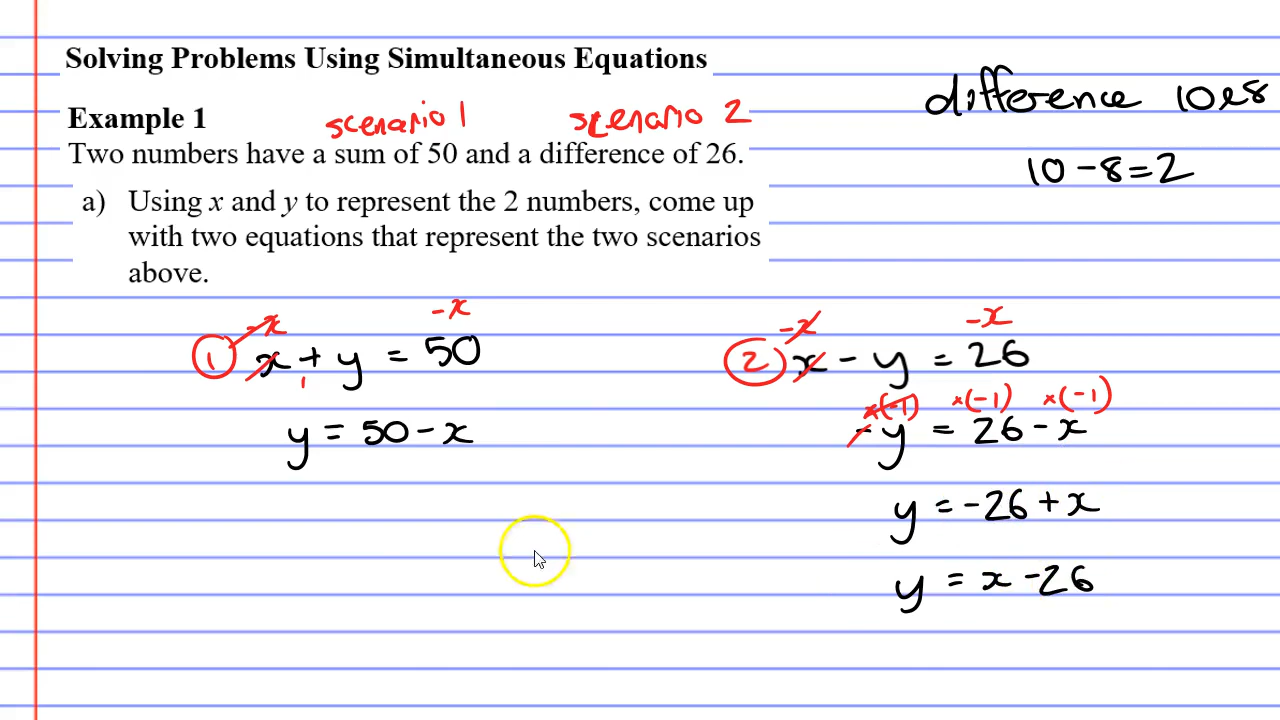 Solving Problems Using Simultaneous Equations
difference 10 & 8
10 - 8 = 2
Example 1
scenario 1 scenario 2
Two numbers have a sum of 50 and a difference of 26.
a) Using x and y to represent the 2 numbers, come up
with two equations that represent the two scenarios
above.
-x -x
① x + y = 50
y = 50 - x
-x -x
② x - y = 26
×(-1) ×(-1) ×(-1)
-y = 26 - x
y = -26 + x
y = x - 26